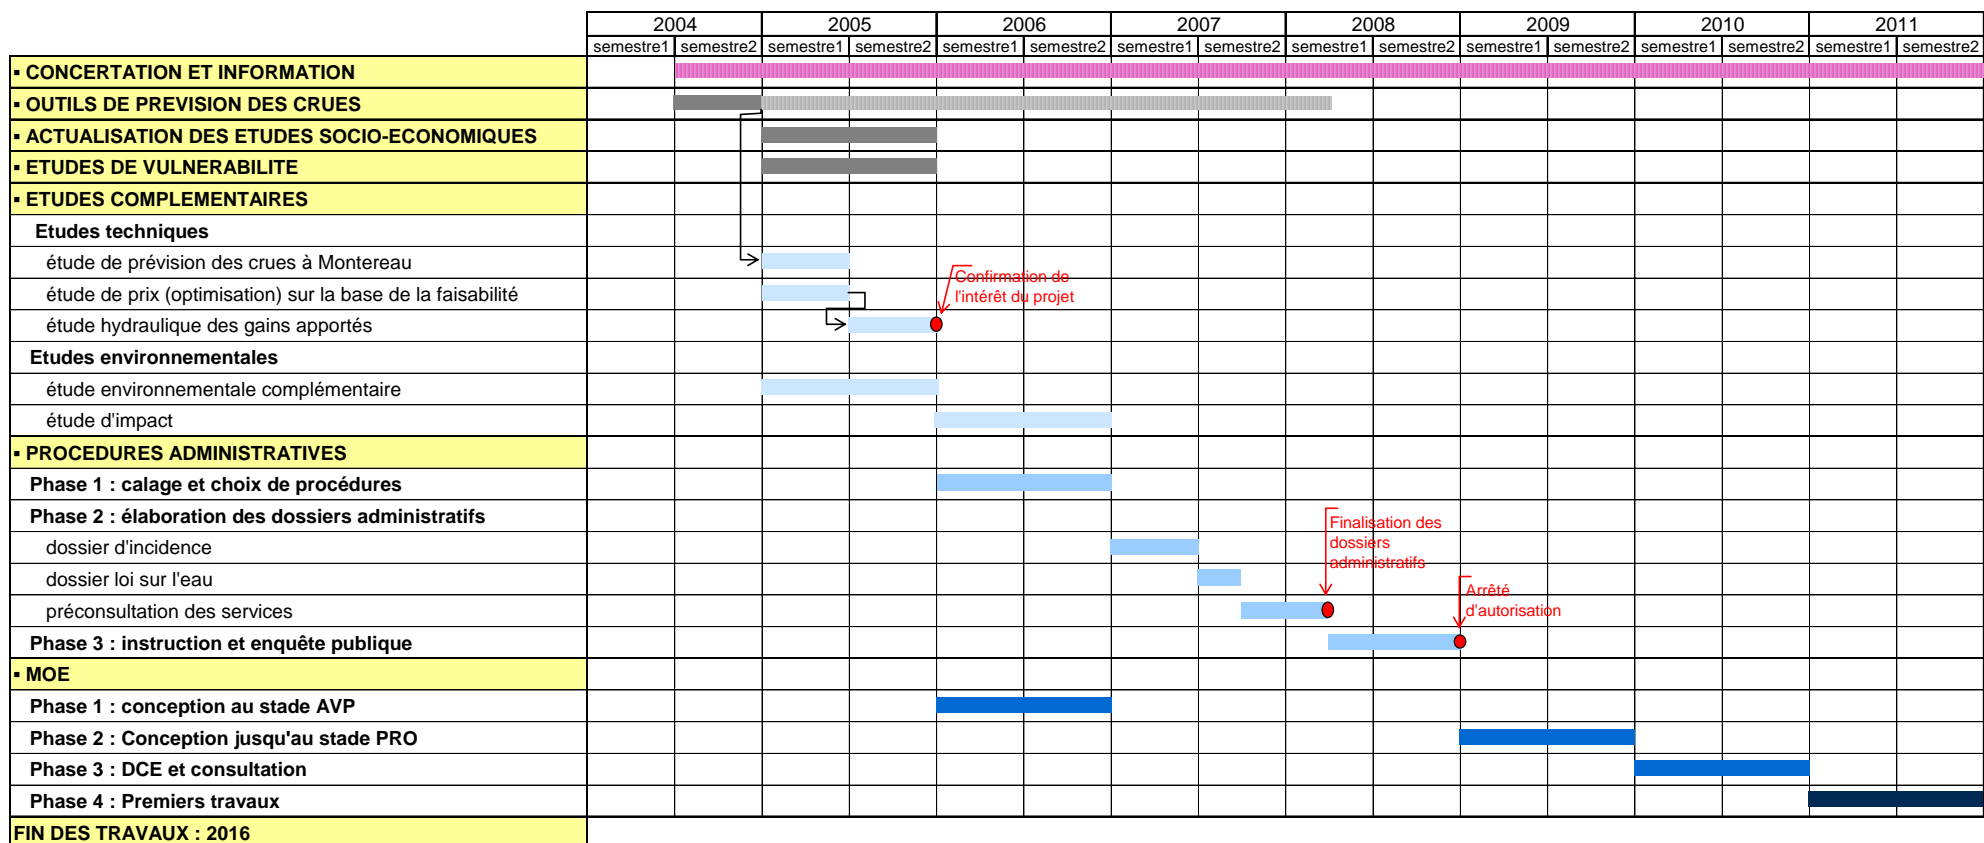 2004 2005 2006 2007 2008 2009 2010 2011
semestre1 semestre2 semestre1 semestre2 semestre1 semestre2 semestre1 semestre2 semestre1 semestre2 semestre1 semestre2 semestre1 semestre2 semestre1 semestre2
▪ CONCERTATION ET INFORMATION
▪ OUTILS DE PREVISION DES CRUES
▪ ACTUALISATION DES ETUDES SOCIO-ECONOMIQUES
▪ ETUDES DE VULNERABILITE
▪ ETUDES COMPLEMENTAIRES
Etudes techniques
étude de prévision des crues à Montereau
Confirmation de
étude de prix (optimisation) sur la base de la faisabilité
l'intérêt du projet
étude hydraulique des gains apportés
Etudes environnementales
étude environnementale complémentaire
étude d'impact
▪ PROCEDURES ADMINISTRATIVES
Phase 1 : calage et choix de procédures
Phase 2 : élaboration des dossiers administratifs
Finalisation des
dossiers
administratifs
dossier d'incidence
dossier loi sur l'eau
Arrêté
d'autorisation
préconsultation des services
Phase 3 : instruction et enquête publique
▪ MOE
Phase 1 : conception au stade AVP
Phase 2 : Conception jusqu'au stade PRO
Phase 3 : DCE et consultation
Phase 4 : Premiers travaux
FIN DES TRAVAUX : 2016